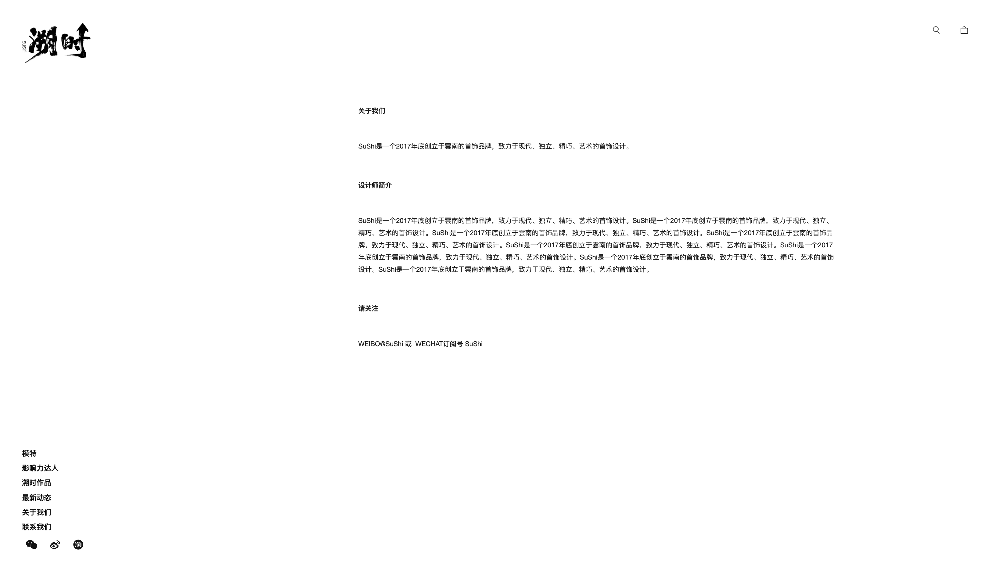 溯时
sushi
关于我们
SuShi是一个2017年底创立于雲南的首饰品牌，致力于现代、独立、精巧、艺术的首饰设计。
设计师简介
SuShi是一个2017年底创立于雲南的首饰品牌，致力于现代、独立、精巧、艺术的首饰设计。SuShi是一个2017年底创立于雲南的首饰品牌，致力于现代、独立、
精巧、艺术的首饰设计。SuShi是一个2017年底创立于雲南的首饰品牌，致力于现代、独立、精巧、艺术的首饰设计。SuShi是一个2017年底创立于雲南的首饰品
牌，致力于现代、独立、精巧、艺术的首饰设计。SuShi是一个2017年底创立于雲南的首饰品牌，致力于现代、独立、精巧、艺术的首饰设计。SuShi是一个2017
年底创立于雲南的首饰品牌，致力于现代、独立、精巧、艺术的首饰设计。SuShi是一个2017年底创立于雲南的首饰品牌，致力于现代、独立、精巧、艺术的首饰
设计。SuShi是一个2017年底创立于雲南的首饰品牌，致力于现代、独立、精巧、艺术的首饰设计。
请关注
WEIBO@SuShi 或  WECHAT订阅号 SuShi
模特
影响力达人
溯时作品
最新动态
关于我们
联系我们
淘